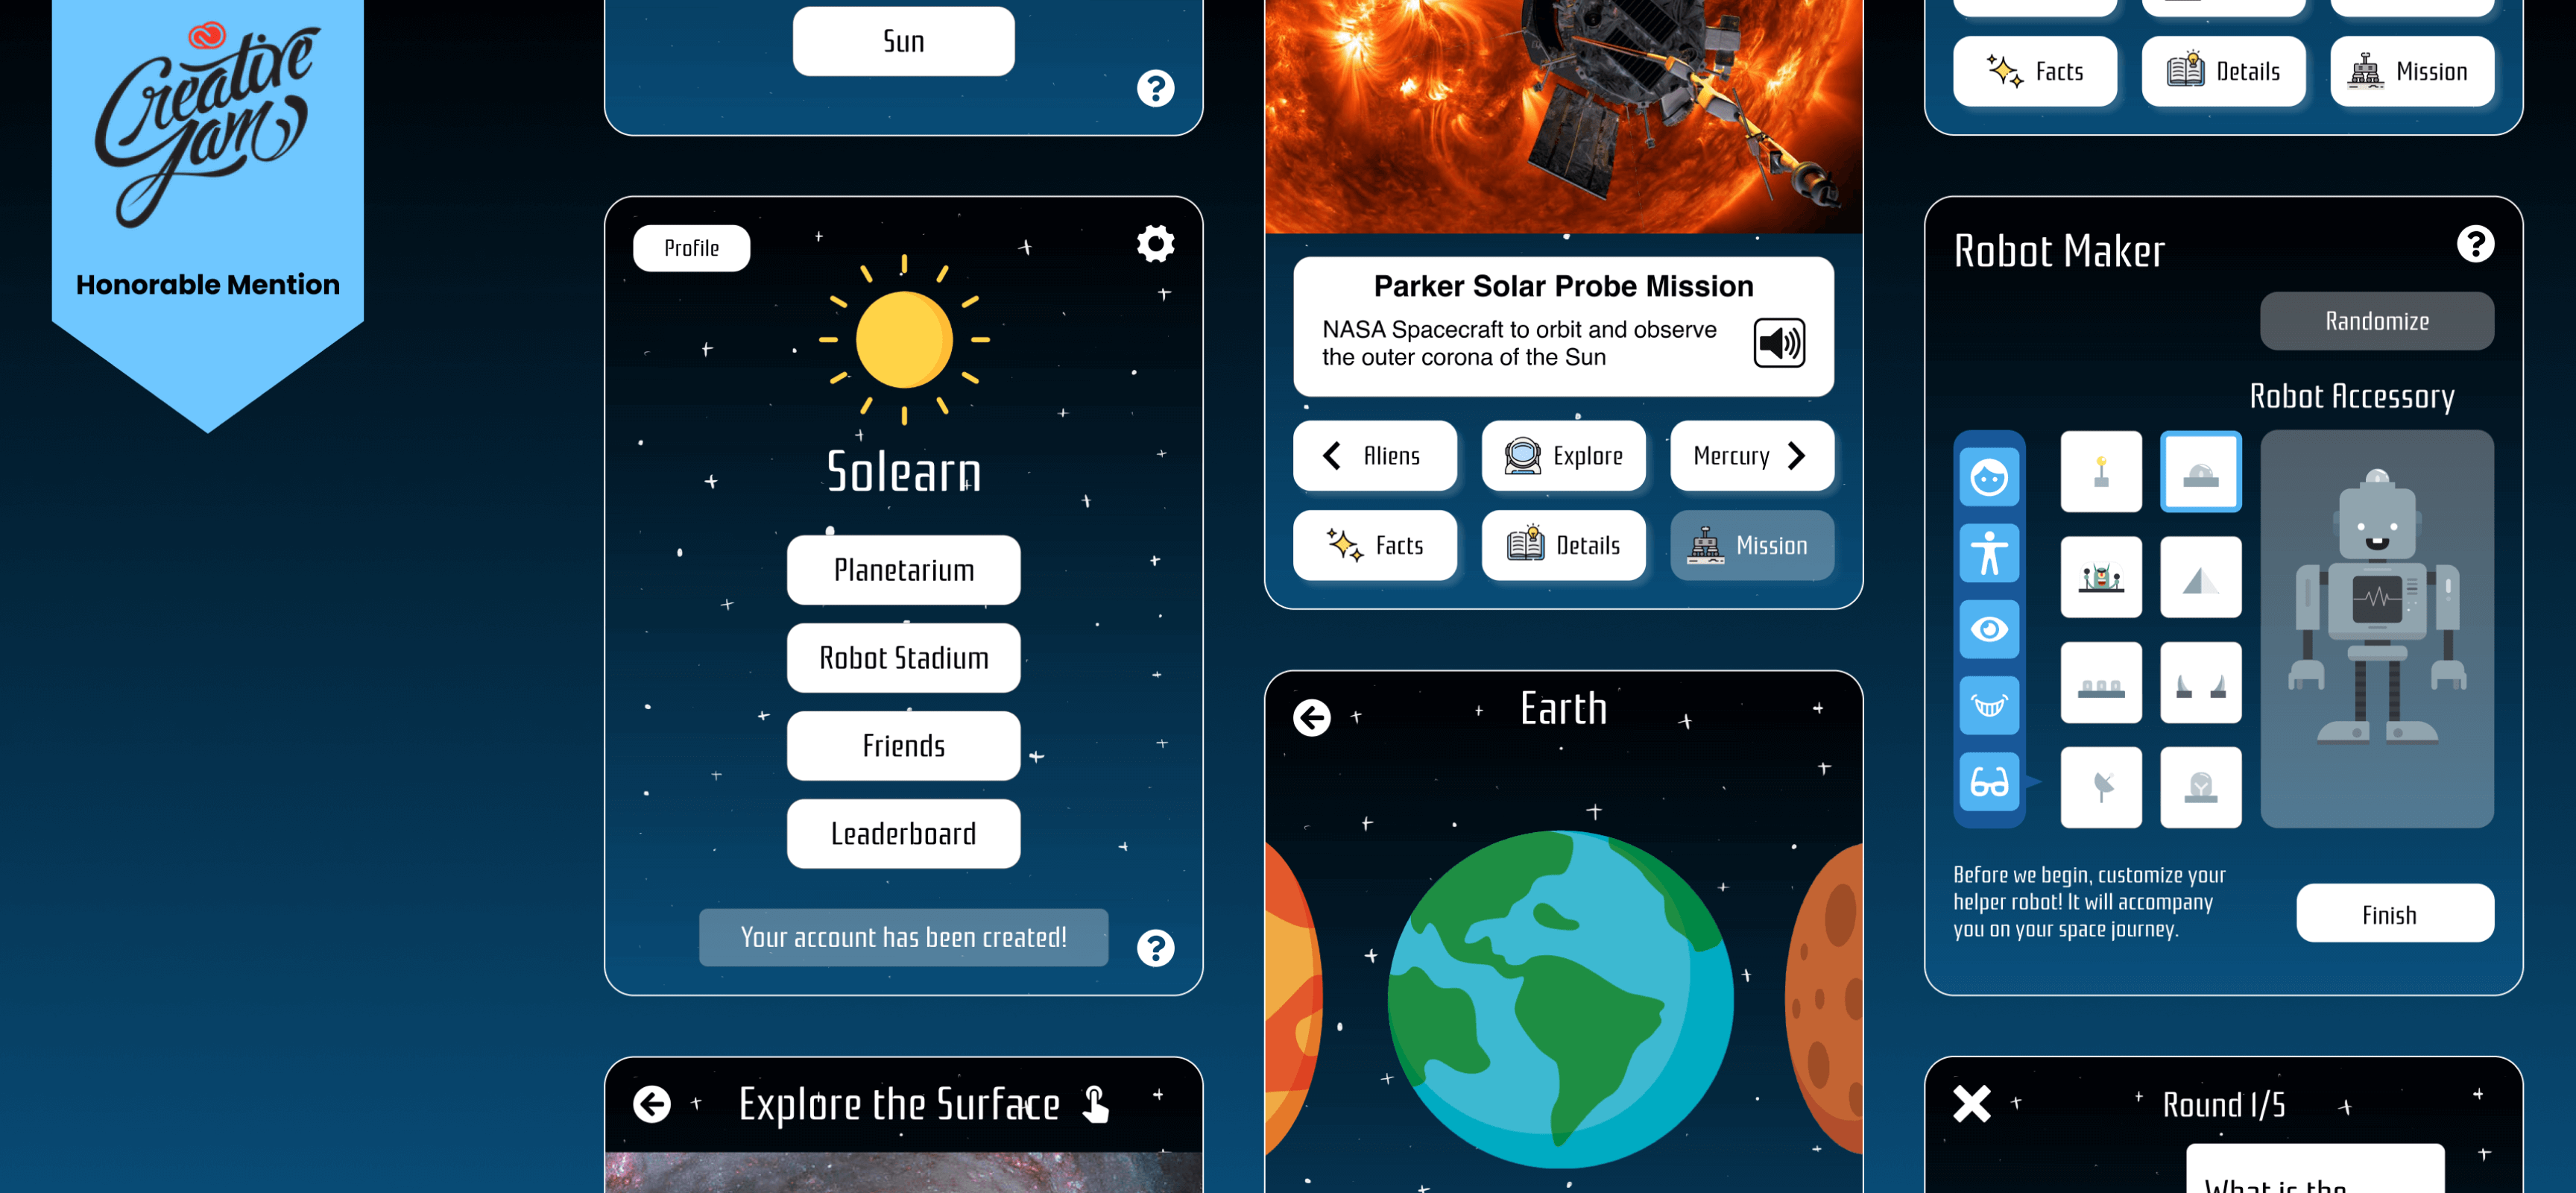 Creative
Jam
Honorable Mention
Sun
?
Profile
Solearn
Planetarium
Robot Stadium
Friends
Leaderboard
Your account has been created!
?
Explore the Surface
Parker Solar Probe Mission
NASA Spacecraft to orbit and observe
the outer corona of the Sun
Aliens
Explore
Mercury
Facts
Details
Mission
Earth
Facts
Details
Mission
Robot Maker
?
Randomize
Robot Accessory
Before we begin, customize your
helper robot! It will accompany
you on your space journey.
Finish
Round 1/5
What is the